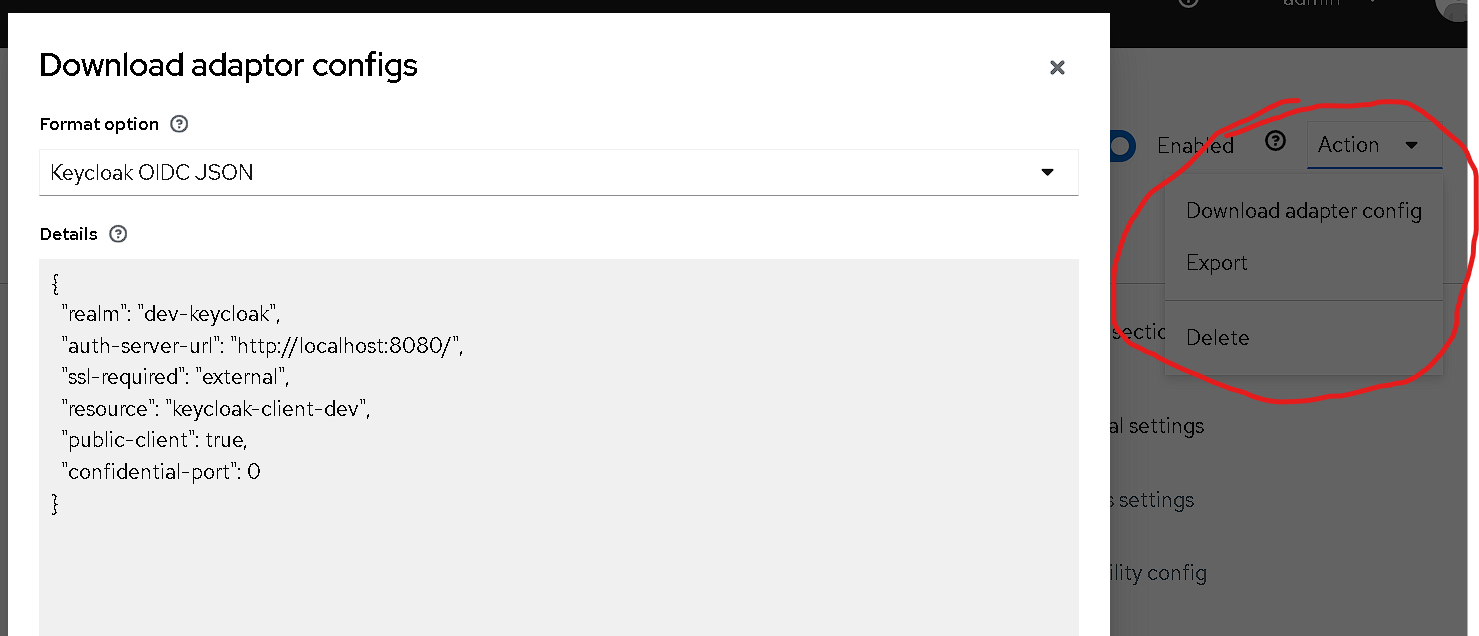 admin
Download adaptor configs
Enabled
Action
Format option
Keycloak OIDC JSON
Download adapter config
Export
Details
Delete
{
"realm": "dev-keycloak",
"auth-server-url": "http://localhost:8080/",
"ssl-required": "external",
"resource": "keycloak-client-dev",
"public-client": true,
"confidential-port": 0
}
al settings
s settings
ility config